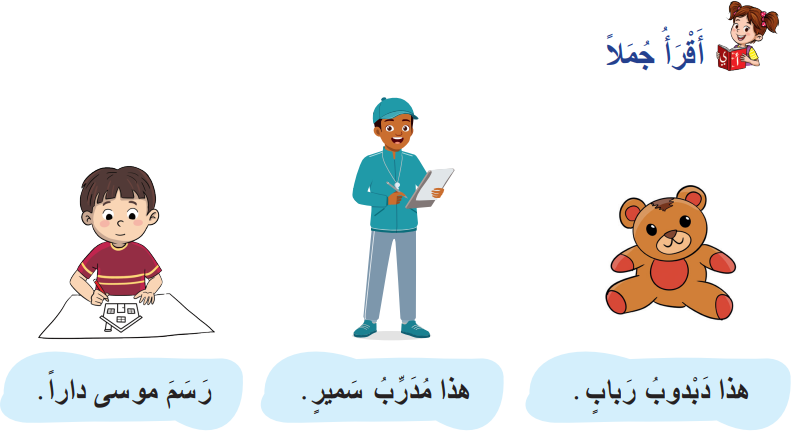 أَقْرَأُ جُمَلاً
أ ي
هذا دَبْدوبُ رَبابٍ .
هذا مُدَرِّبُ سَميرٍ .
رَسَمَ موسى داراً .